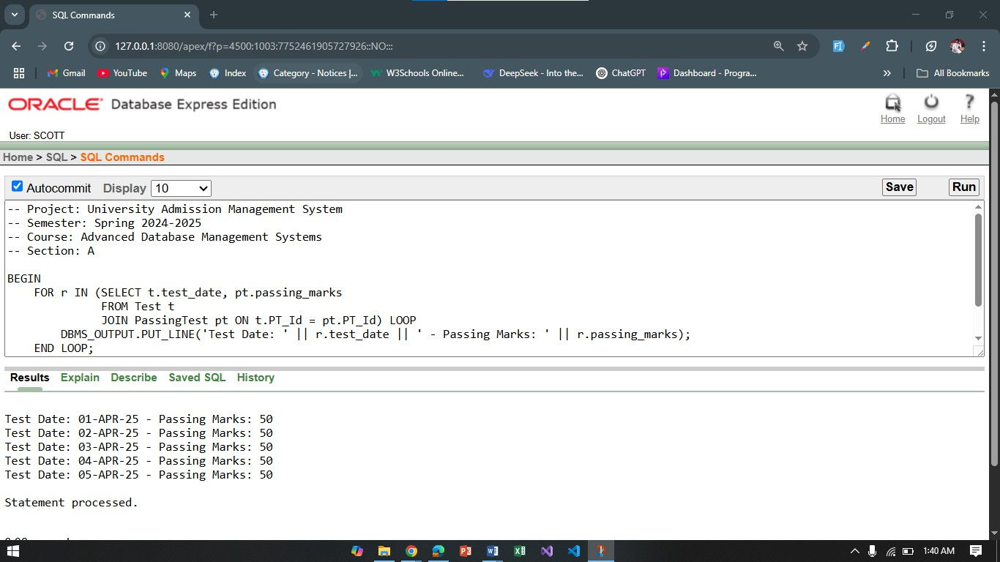 SQL Commands
127.0.0.1:8080/apex/f?p=4500:1003:7752461905727926::NO:::
Gmail YouTube Maps Index Category - Notices |... W3Schools Online... DeepSeek - Into the... ChatGPT Dashboard - Progra... » All Bookmarks
ORACLE Database Express Edition
Home Logout Help
User: SCOTT
Home > SQL > SQL Commands
Autocommit Display 10 Save Run
-- Project: University Admission Management System
-- Semester: Spring 2024-2025
-- Course: Advanced Database Management Systems
-- Section: A
BEGIN
FOR r IN (SELECT t.test_date, pt.passing_marks
FROM Test t
JOIN PassingTest pt ON t.PT_Id = pt.PT_Id) LOOP
DBMS_OUTPUT.PUT_LINE('Test Date: ' || r.test_date || ' - Passing Marks: ' || r.passing_marks);
END LOOP;
Results Explain Describe Saved SQL History
Test Date: 01-APR-25 - Passing Marks: 50
Test Date: 02-APR-25 - Passing Marks: 50
Test Date: 03-APR-25 - Passing Marks: 50
Test Date: 04-APR-25 - Passing Marks: 50
Test Date: 05-APR-25 - Passing Marks: 50
Statement processed.
1:40 AM